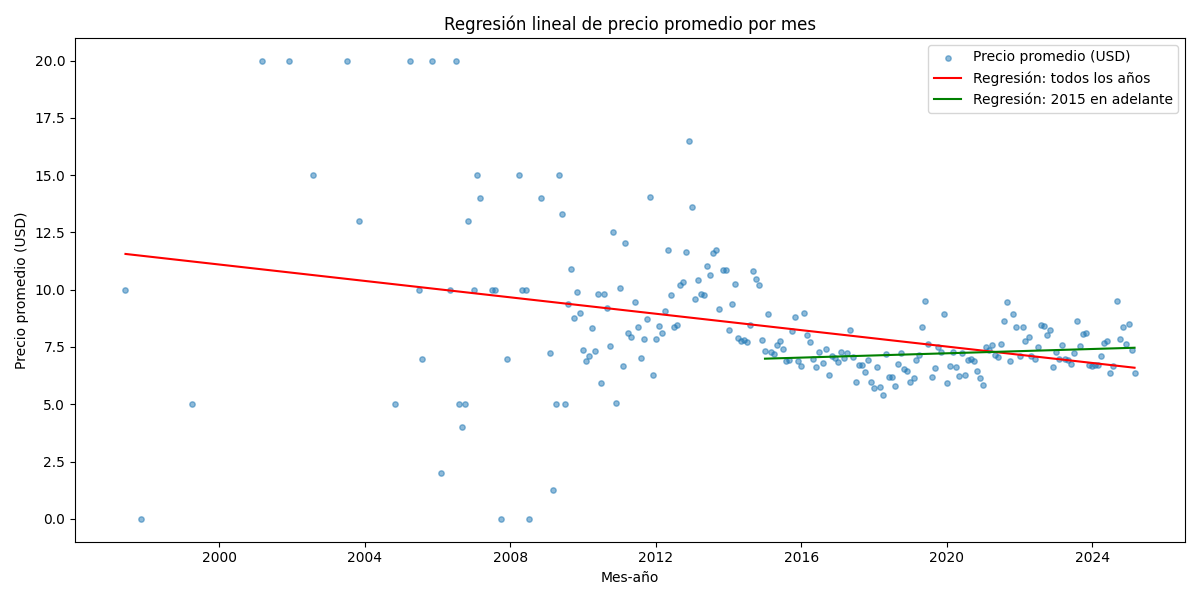 Regresión lineal de precio promedio por mes
Precio promedio (USD)
Regresión: todos los años
Regresión: 2015 en adelante
Precio promedio (USD)
20.0
17.5
15.0
12.5
10.0
7.5
5.0
2.5
0.0
2000 2004 2008 2012 2016 2020 2024
Mes-año